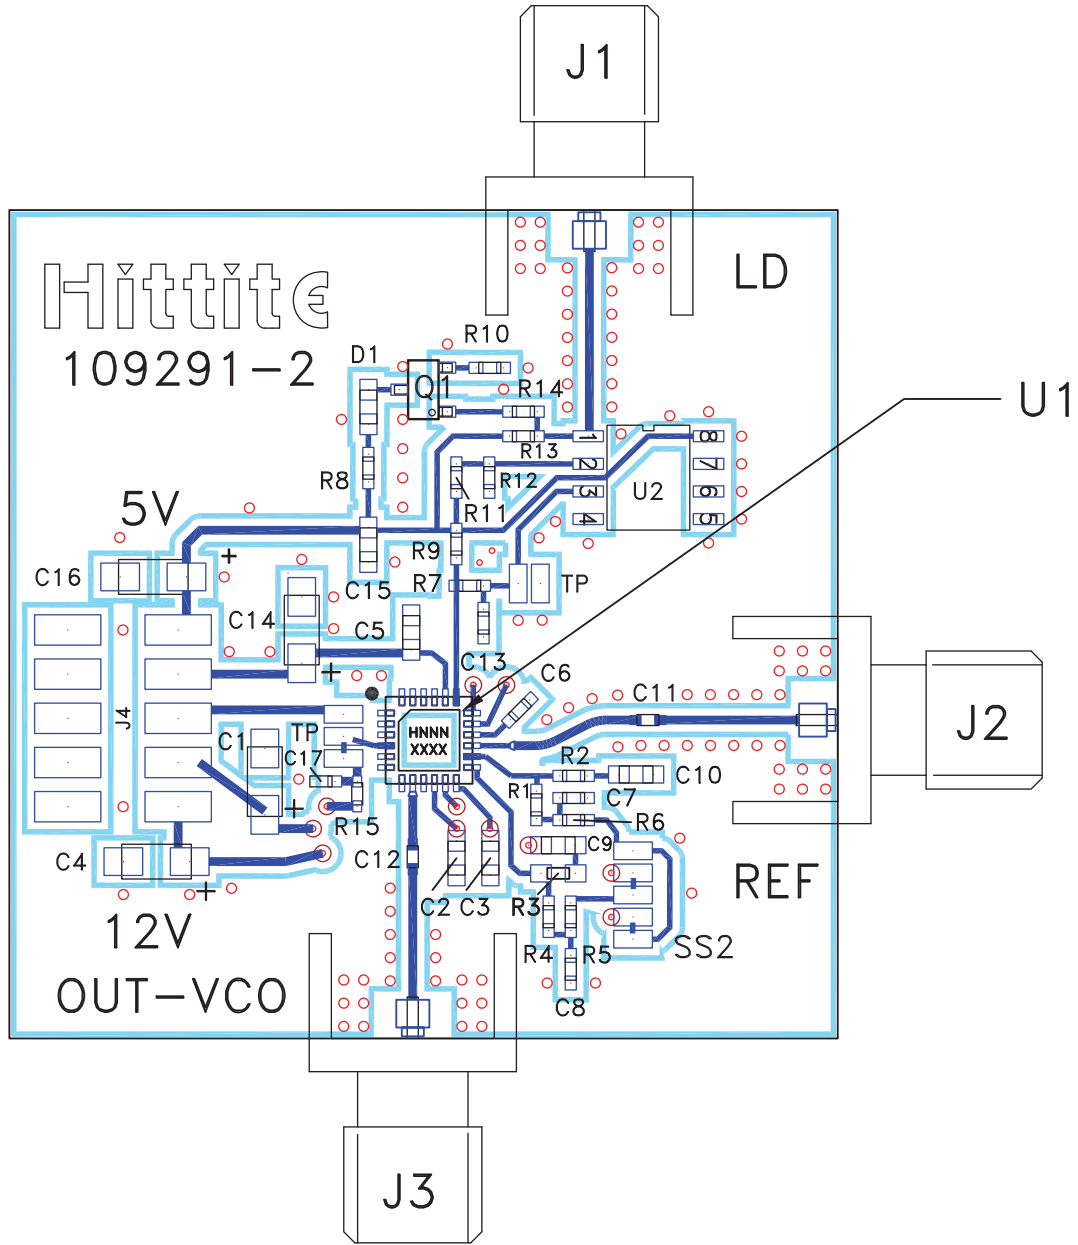 J1
LD
Hittite
109291-2
D1
R10
Q1
R14
U1
R13
1
8
R8
R12
2
7
U2
5V
R11
3
6
4
5
+
R9
C16
C15
R7
TP
C14
C5
+
C13
C6
C11
J4
J2
TP
HNNN
XXXX
C1
C17
R2
C10
R1
C7
+
R15
R6
C9
C12
C4
+
C2
C3
R3
REF
12V
R4
R5
SS2
OUT-VCO
C8
J3